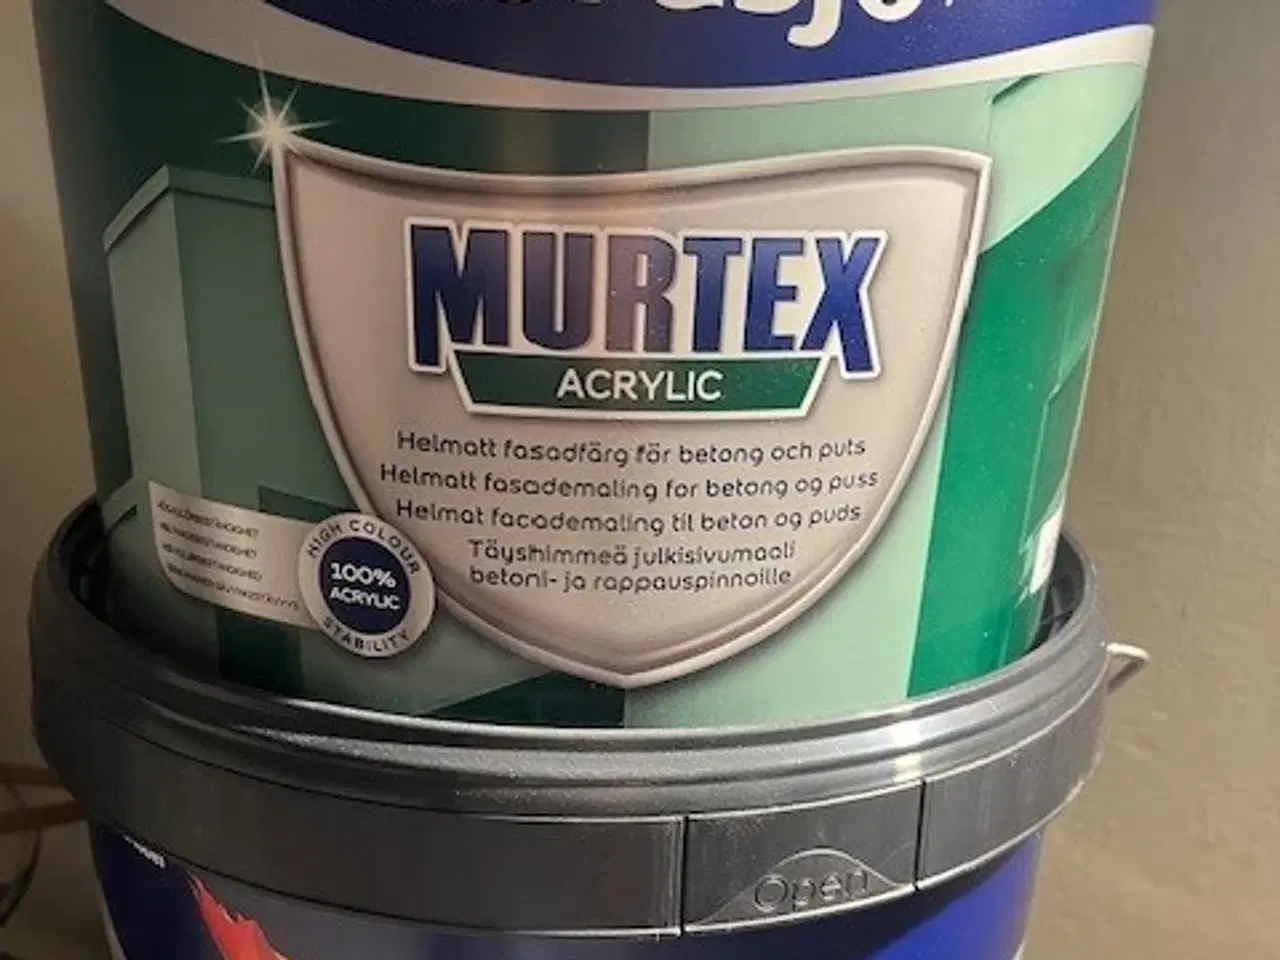 MURTEX
ACRYLIC
Helmatt fasadfärg för betong och puts
Helmatt fasademaling for betong og puss
Helmat facademaling til beton og puds
Täyshimmeä julkisivumaali
betoni- ja rappauspinnoille
HIGH COLOUR
100%
ACRYLIC
STABILITY
Open